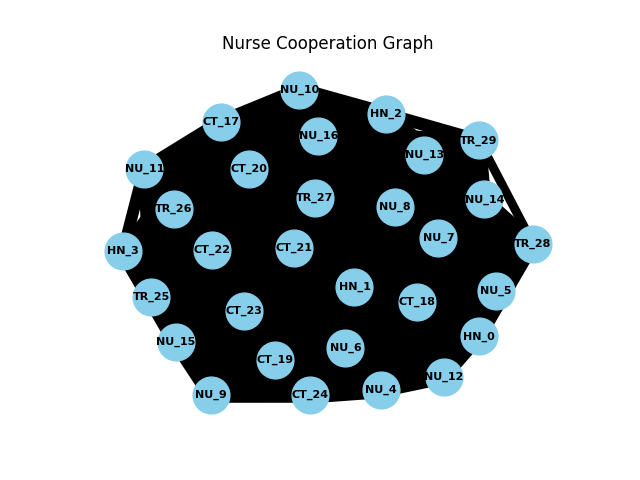 Nurse Cooperation Graph
NU_10
HN_2
CT_17
NU_16
TR_29
NU_13
NU_11
CT_20
TR_27
NU_14
NU_8
TR_26
NU_7
TR_28
HN_3
CT_22
CT_21
HN_1
NU_5
TR_25
CT_18
CT_23
HN_0
NU_15
NU_6
CT_19
NU_12
NU_4
NU_9
CT_24